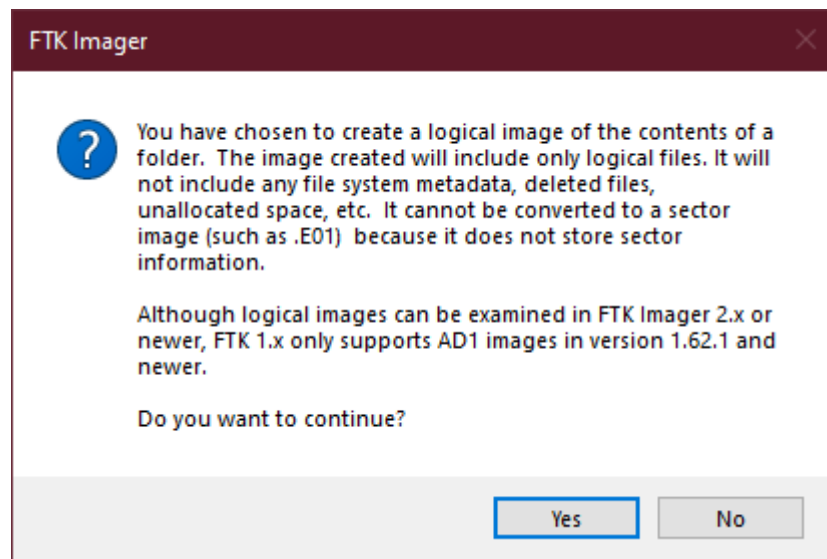 FTK Imager
You have chosen to create a logical image of the contents of a
folder.  The image created will include only logical files. It will
not include any file system metadata, deleted files,
unallocated space, etc.  It cannot be converted to a sector
image (such as .E01)  because it does not store sector
information.
Although logical images can be examined in FTK Imager 2.x or
newer, FTK 1.x only supports AD1 images in version 1.62.1 and
newer.
Do you want to continue?
Yes
No